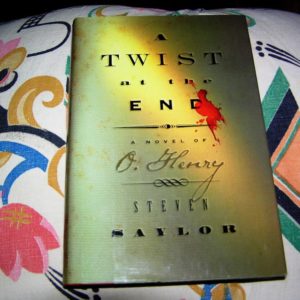 A
TWIST
at the
END
A NOVEL OF
O. Henry
STEVEN
SAYLOR